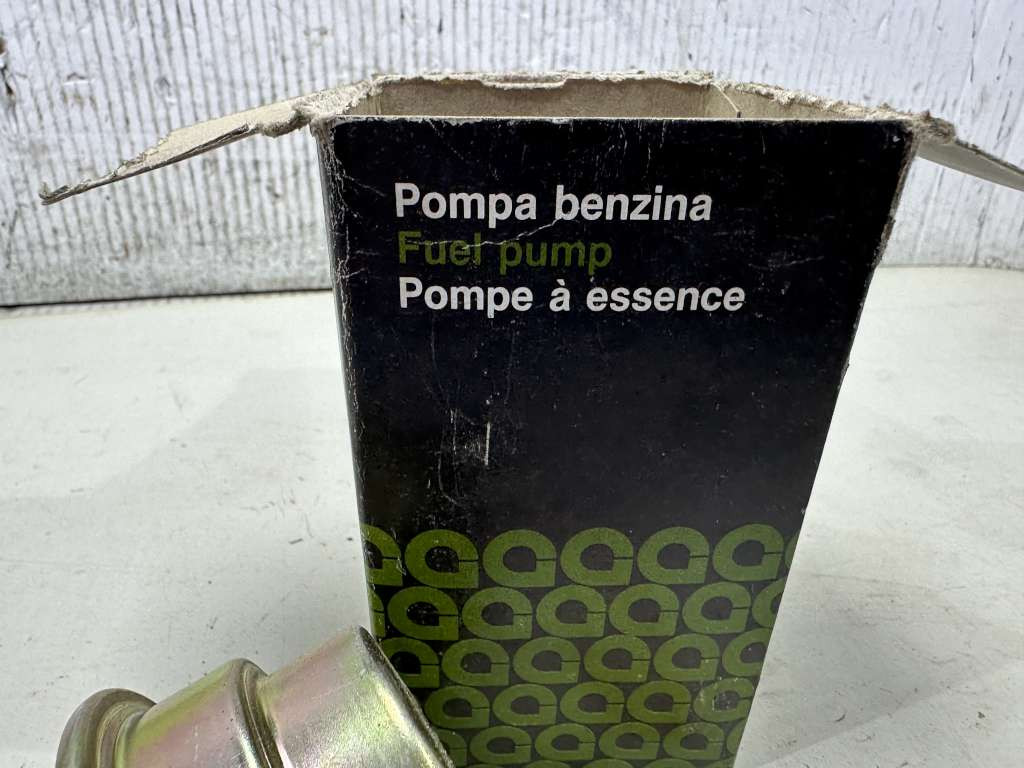 Pompa benzina
Fuel pump
Pompe à essence